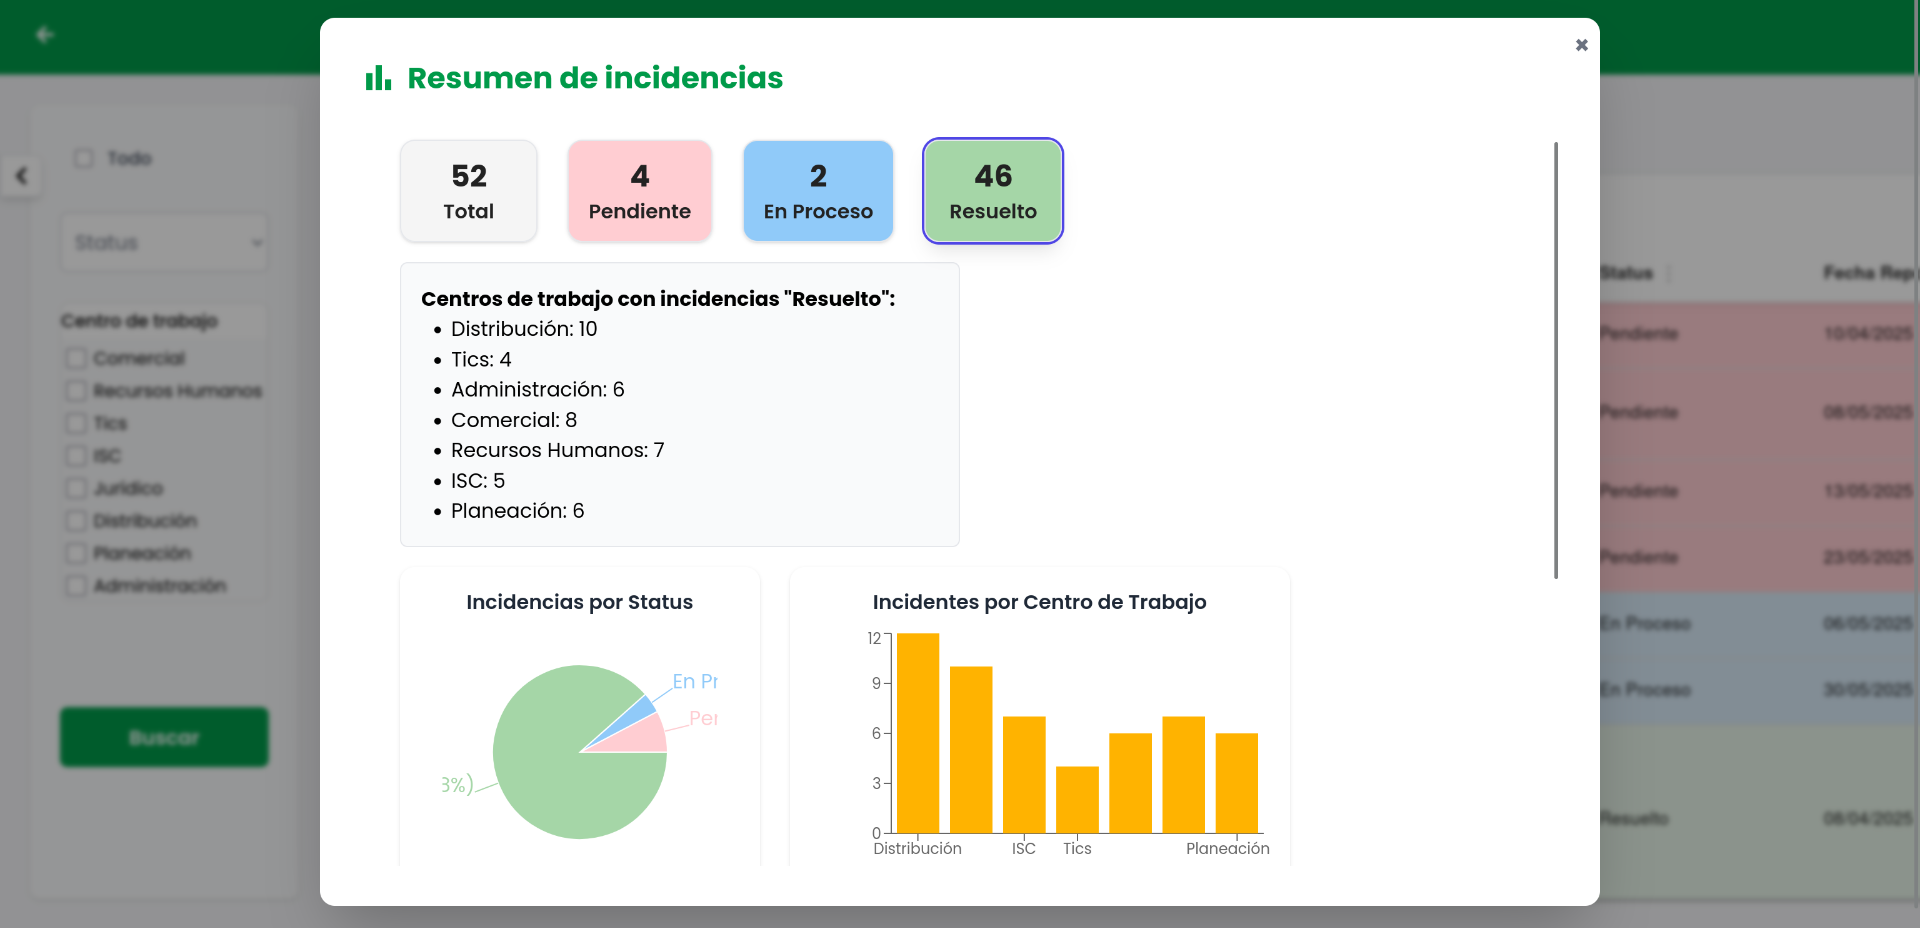 Resumen de incidencias
52
Total
4
Pendiente
2
En Proceso
46
Resuelto
Centros de trabajo con incidencias "Resuelto":
• Distribución: 10
• Tics: 4
• Administración: 6
• Comercial: 8
• Recursos Humanos: 7
• ISC: 5
• Planeación: 6
Incidencias por Status
En Pr
Per
3%)
Incidentes por Centro de Trabajo
12
9
6
3
0
Distribución
ISC
Tics
Planeación
Todo
Status
Centro de trabajo
Comercial
Recursos Humanos
Tics
ISC
Jurídico
Distribución
Planeación
Administración
Buscar
Status Fecha Rep
Pendiente 10/04/2025
Pendiente 08/05/2025
Pendiente 13/05/2025
Pendiente 23/05/2025
En Proceso 06/05/2025
En Proceso 30/05/2025
Resuelto 08/04/2025